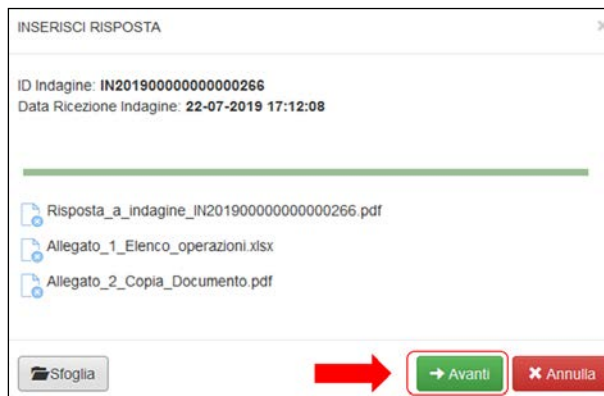 INSERISCI RISPOSTA
ID Indagine: IN201900000000000266
Data Ricezione Indagine: 22-07-2019 17:12:08
Risposta_a_indagine_IN201900000000000266.pdf
Allegato_1_Elenco_operazioni.xlsx
Allegato_2_Copia_Documento.pdf
Sfoglia
Avanti
Annulla